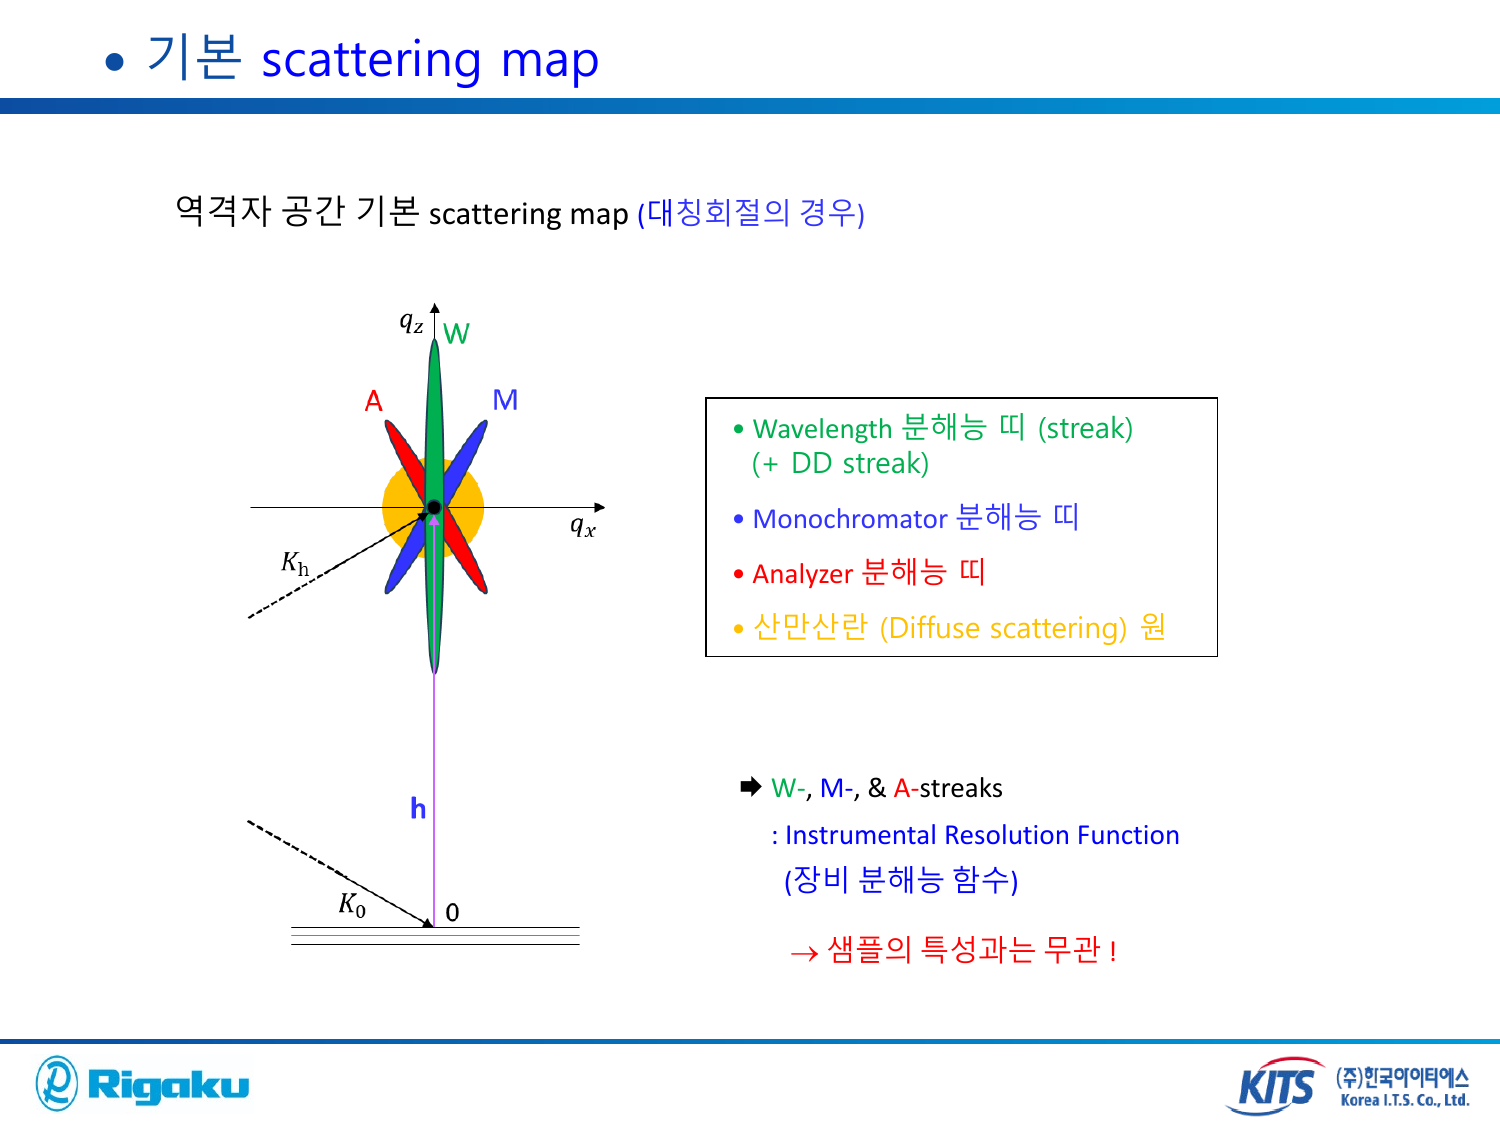 • 기본 scattering map
역격자 공간 기본 scattering map (대칭회절의 경우)
q_z
W
A
M
q_x
K_h
h
K_0
0
• Wavelength 분해능 띠 (streak)
(+ DD streak)
• Monochromator 분해능 띠
• Analyzer 분해능 띠
• 산만산란 (Diffuse scattering) 원
🡆 W-, M-, & A-streaks
: Instrumental Resolution Function
(장비 분해능 함수)
→ 샘플의 특성과는 무관 !
Rigaku
KITS
(주)한국아이티에스
Korea I.T.S. Co., Ltd.